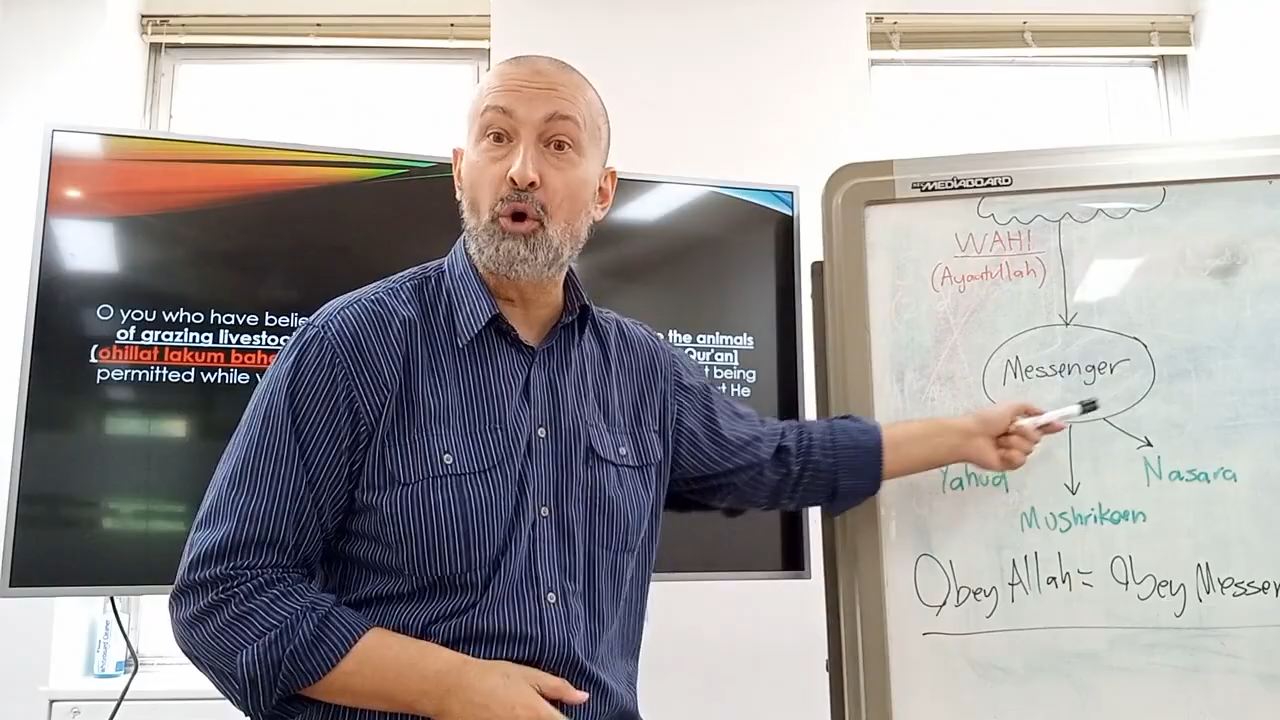 O you who have belie
of grazing livestoc
the animals
[ohillat lakum bahe
Qur'an]
permitted while
t being
t He
MEDIABOARD
WAHI
(Ayaatullah)
Messenger
Yahud
Nasara
Mushrikeen
Obey Allah = Obey Messen